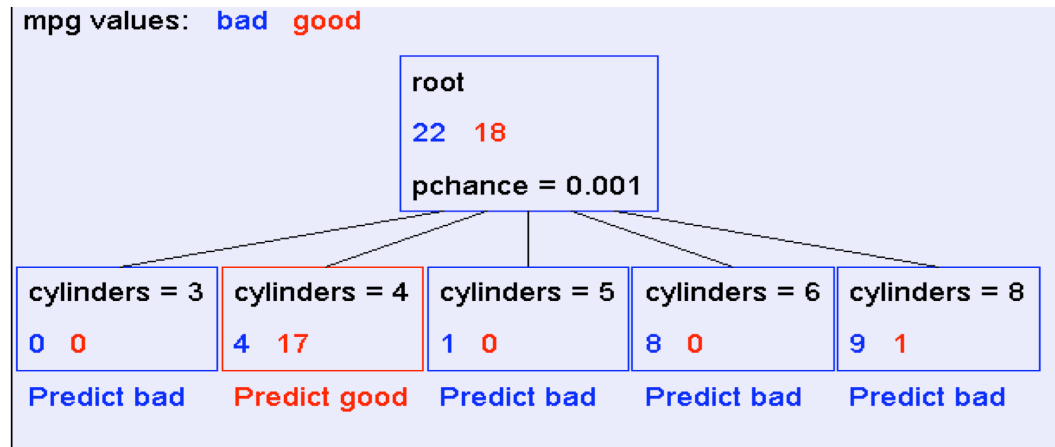 mpg values: bad good
root
22 18
pchance = 0.001
cylinders = 3 cylinders = 4 cylinders = 5 cylinders = 6 cylinders = 8
0 0 4 17 1 0 8 0 9 1
Predict bad Predict good Predict bad Predict bad Predict bad